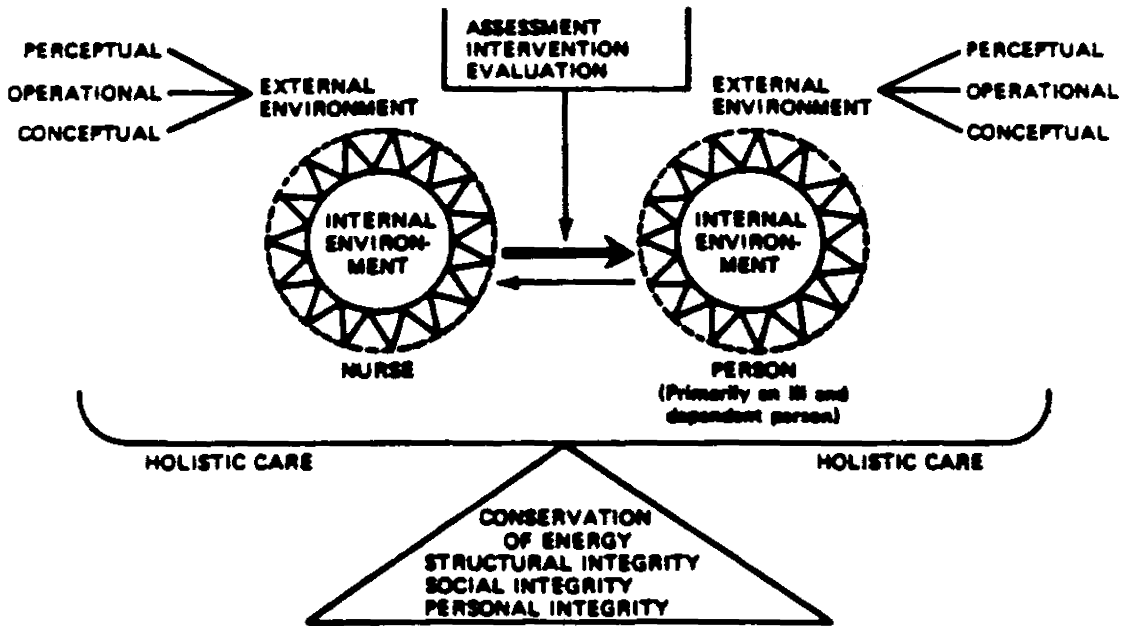 ASSESSMENT
INTERVENTION
EVALUATION
PERCEPTUAL
OPERATIONAL
CONCEPTUAL
EXTERNAL
ENVIRONMENT
EXTERNAL
ENVIRONMENT
PERCEPTUAL
OPERATIONAL
CONCEPTUAL
INTERNAL
ENVIRON-
MENT
INTERNAL
ENVIRON-
MENT
NURSE
PERSON
(Primarily an ill and
dependent person)
HOLISTIC CARE
HOLISTIC CARE
CONSERVATION
OF ENERGY
STRUCTURAL INTEGRITY
SOCIAL INTEGRITY
PERSONAL INTEGRITY